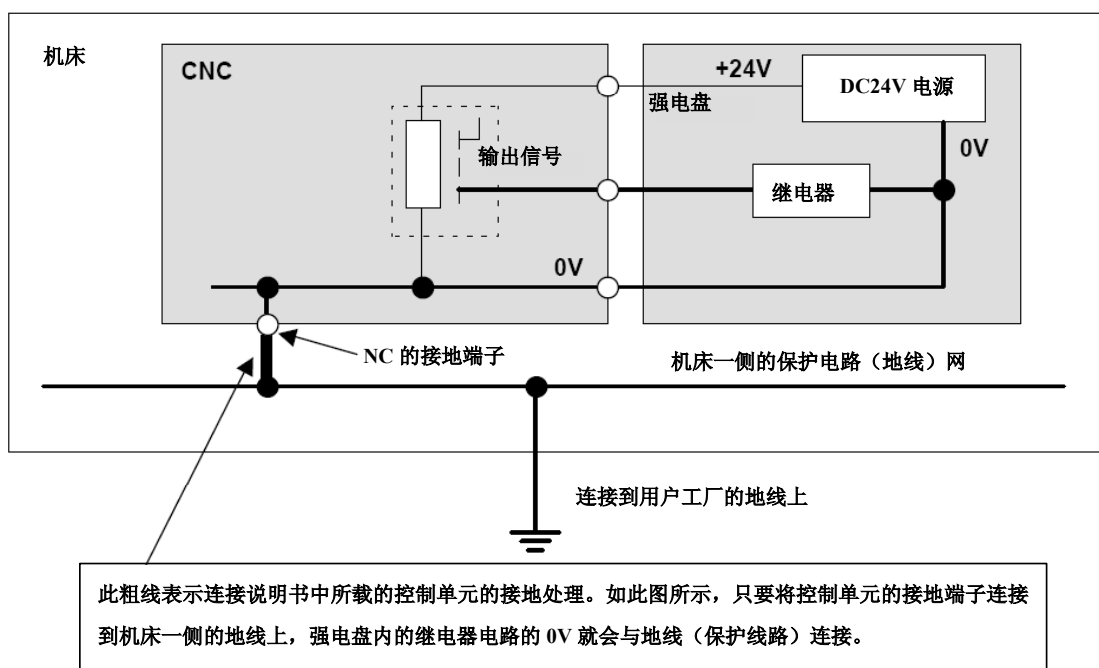 机床
CNC
+24V
DC24V 电源
强电盘
0V
输出信号
继电器
0V
NC 的接地端子
机床一侧的保护电路（地线）网
连接到用户工厂的地线上
此粗线表示连接说明书中所载的控制单元的接地处理。如此图所示，只要将控制单元的接地端子连接
到机床一侧的地线上，强电盘内的继电器电路的 0V 就会与地线（保护线路）连接。